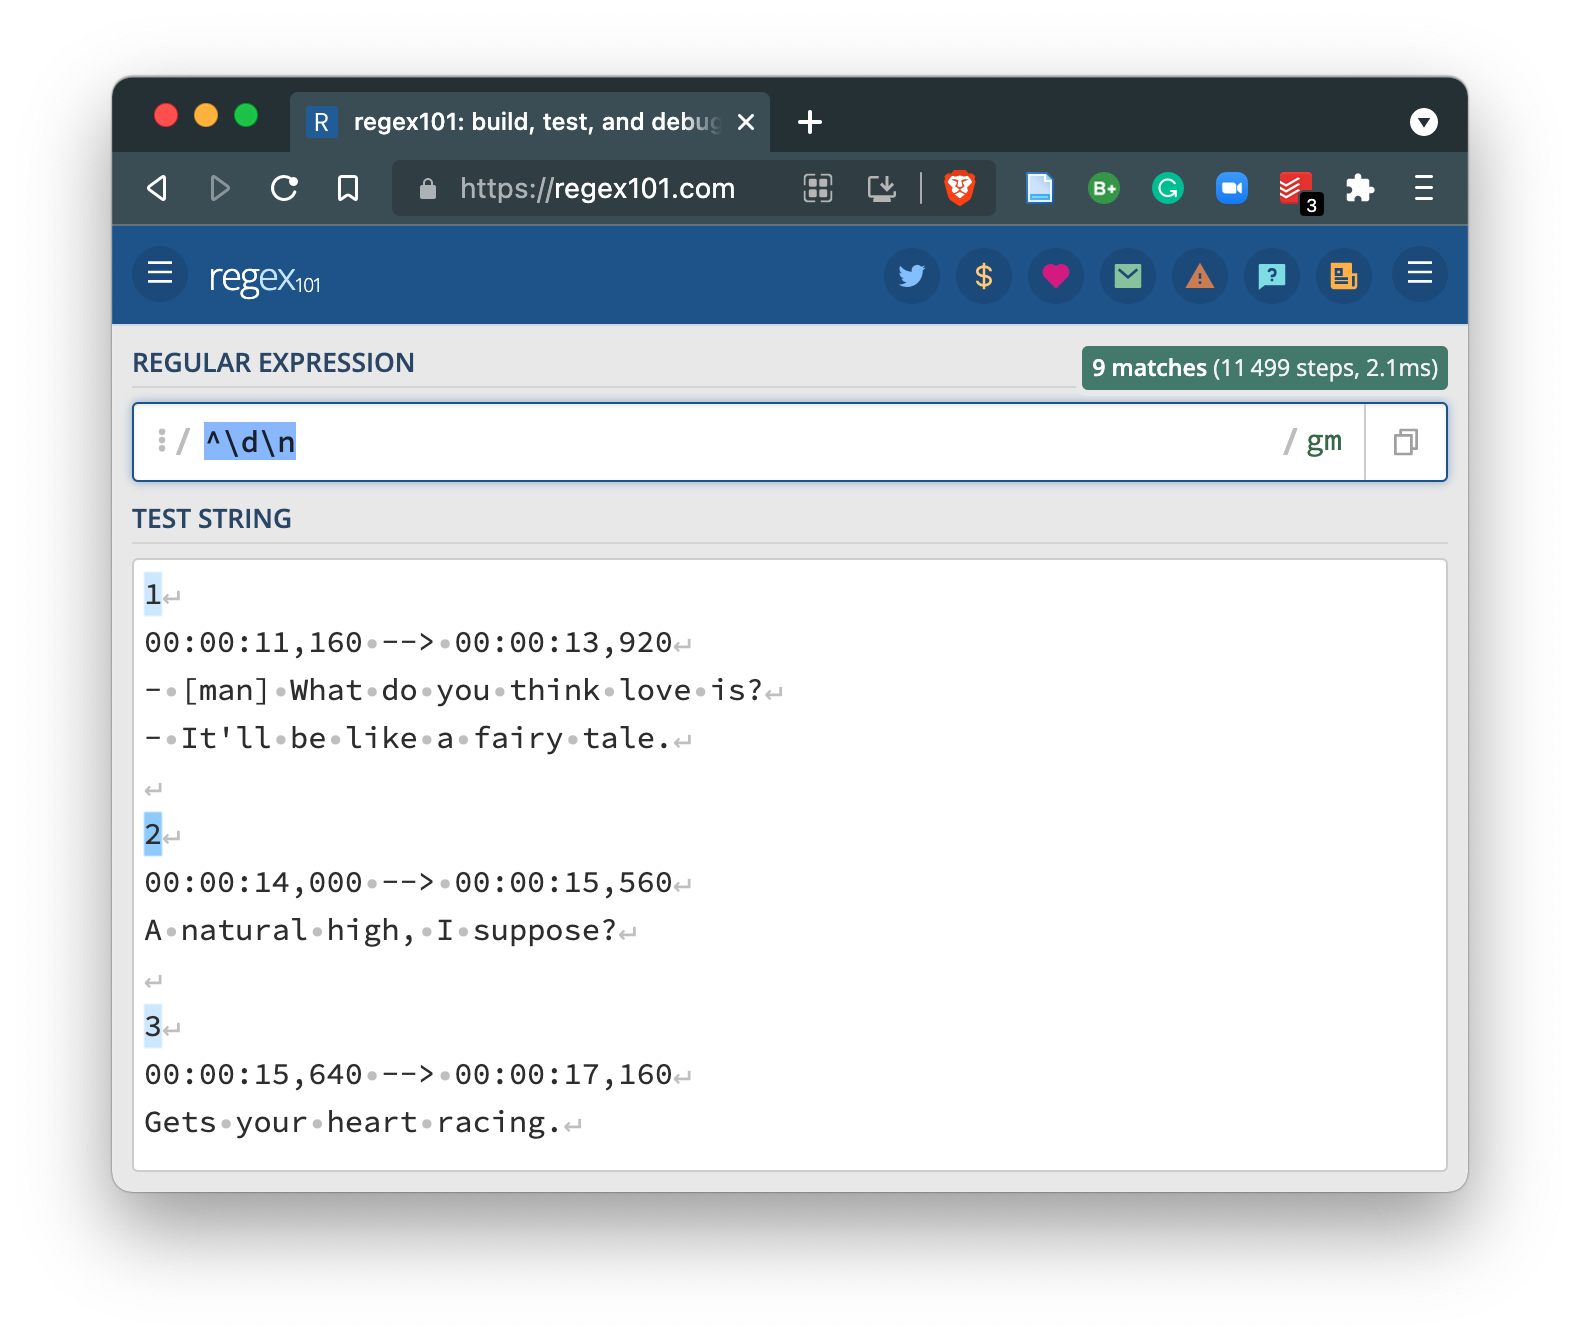 R regex101: build, test, and debug
https://regex101.com
B+
G
3
regex101
$
?
REGULAR EXPRESSION
9 matches (11 499 steps, 2.1ms)
/ ^\d\n / gm
TEST STRING
1↵
00:00:11,160•-->•00:00:13,920↵
-•[man]•What•do•you•think•love•is?↵
-•It'll•be•like•a•fairy•tale.↵
↵
2↵
00:00:14,000•-->•00:00:15,560↵
A•natural•high,•I•suppose?↵
↵
3↵
00:00:15,640•-->•00:00:17,160↵
Gets•your•heart•racing.↵